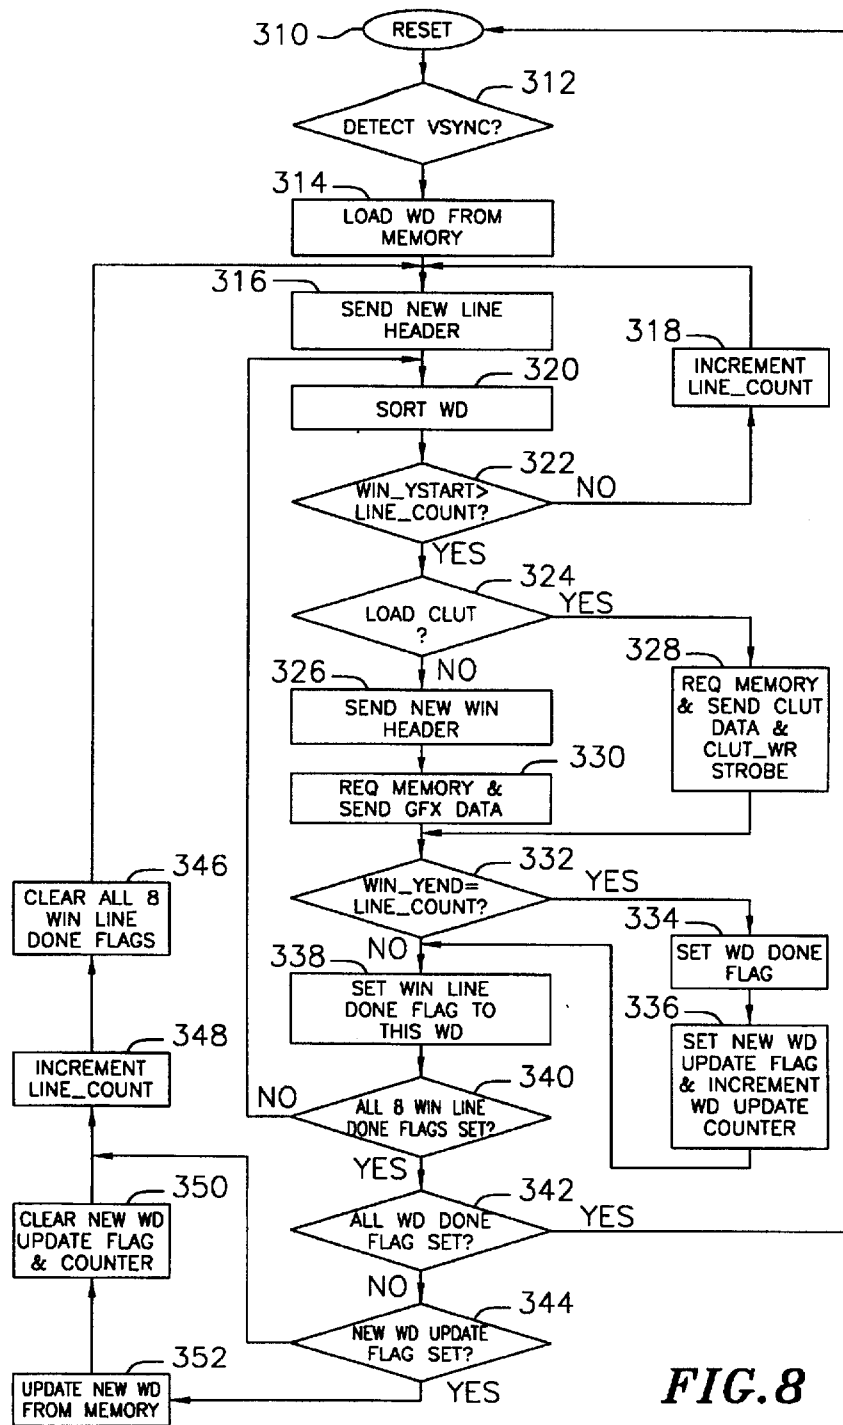 310
RESET
312
DETECT VSYNC?
314
LOAD WD FROM
MEMORY
316
SEND NEW LINE
HEADER
318
INCREMENT
LINE_COUNT
320
SORT WD
322
WIN_YSTART>
LINE_COUNT?
NO
YES
324
LOAD CLUT
?
YES
NO
326
SEND NEW WIN
HEADER
328
REQ MEMORY
& SEND CLUT
DATA &
CLUT_WR
STROBE
330
REQ MEMORY &
SEND GFX DATA
332
WIN_YEND=
LINE_COUNT?
YES
NO
334
SET WD DONE
FLAG
336
SET NEW WD
UPDATE FLAG
& INCREMENT
WD UPDATE
COUNTER
338
SET WIN LINE
DONE FLAG TO
THIS WD
340
ALL 8 WIN LINE
DONE FLAGS SET?
NO
YES
342
ALL WD DONE
FLAG SET?
YES
NO
344
NEW WD UPDATE
FLAG SET?
YES
346
CLEAR ALL 8
WIN LINE
DONE FLAGS
348
INCREMENT
LINE_COUNT
350
CLEAR NEW WD
UPDATE FLAG
& COUNTER
352
UPDATE NEW WD
FROM MEMORY
FIG.8